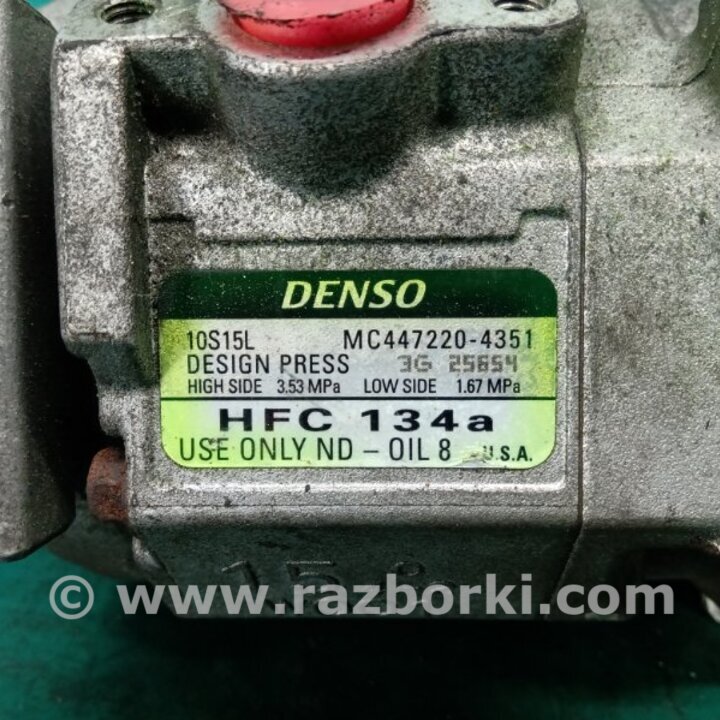 DENSO
10S15L MC447220-4351
DESIGN PRESS 3G 25654
HIGH SIDE 3.53 MPa LOW SIDE 1.67 MPa
HFC 134a
USE ONLY ND - OIL 8 U.S.A.
15
© www.razborki.com